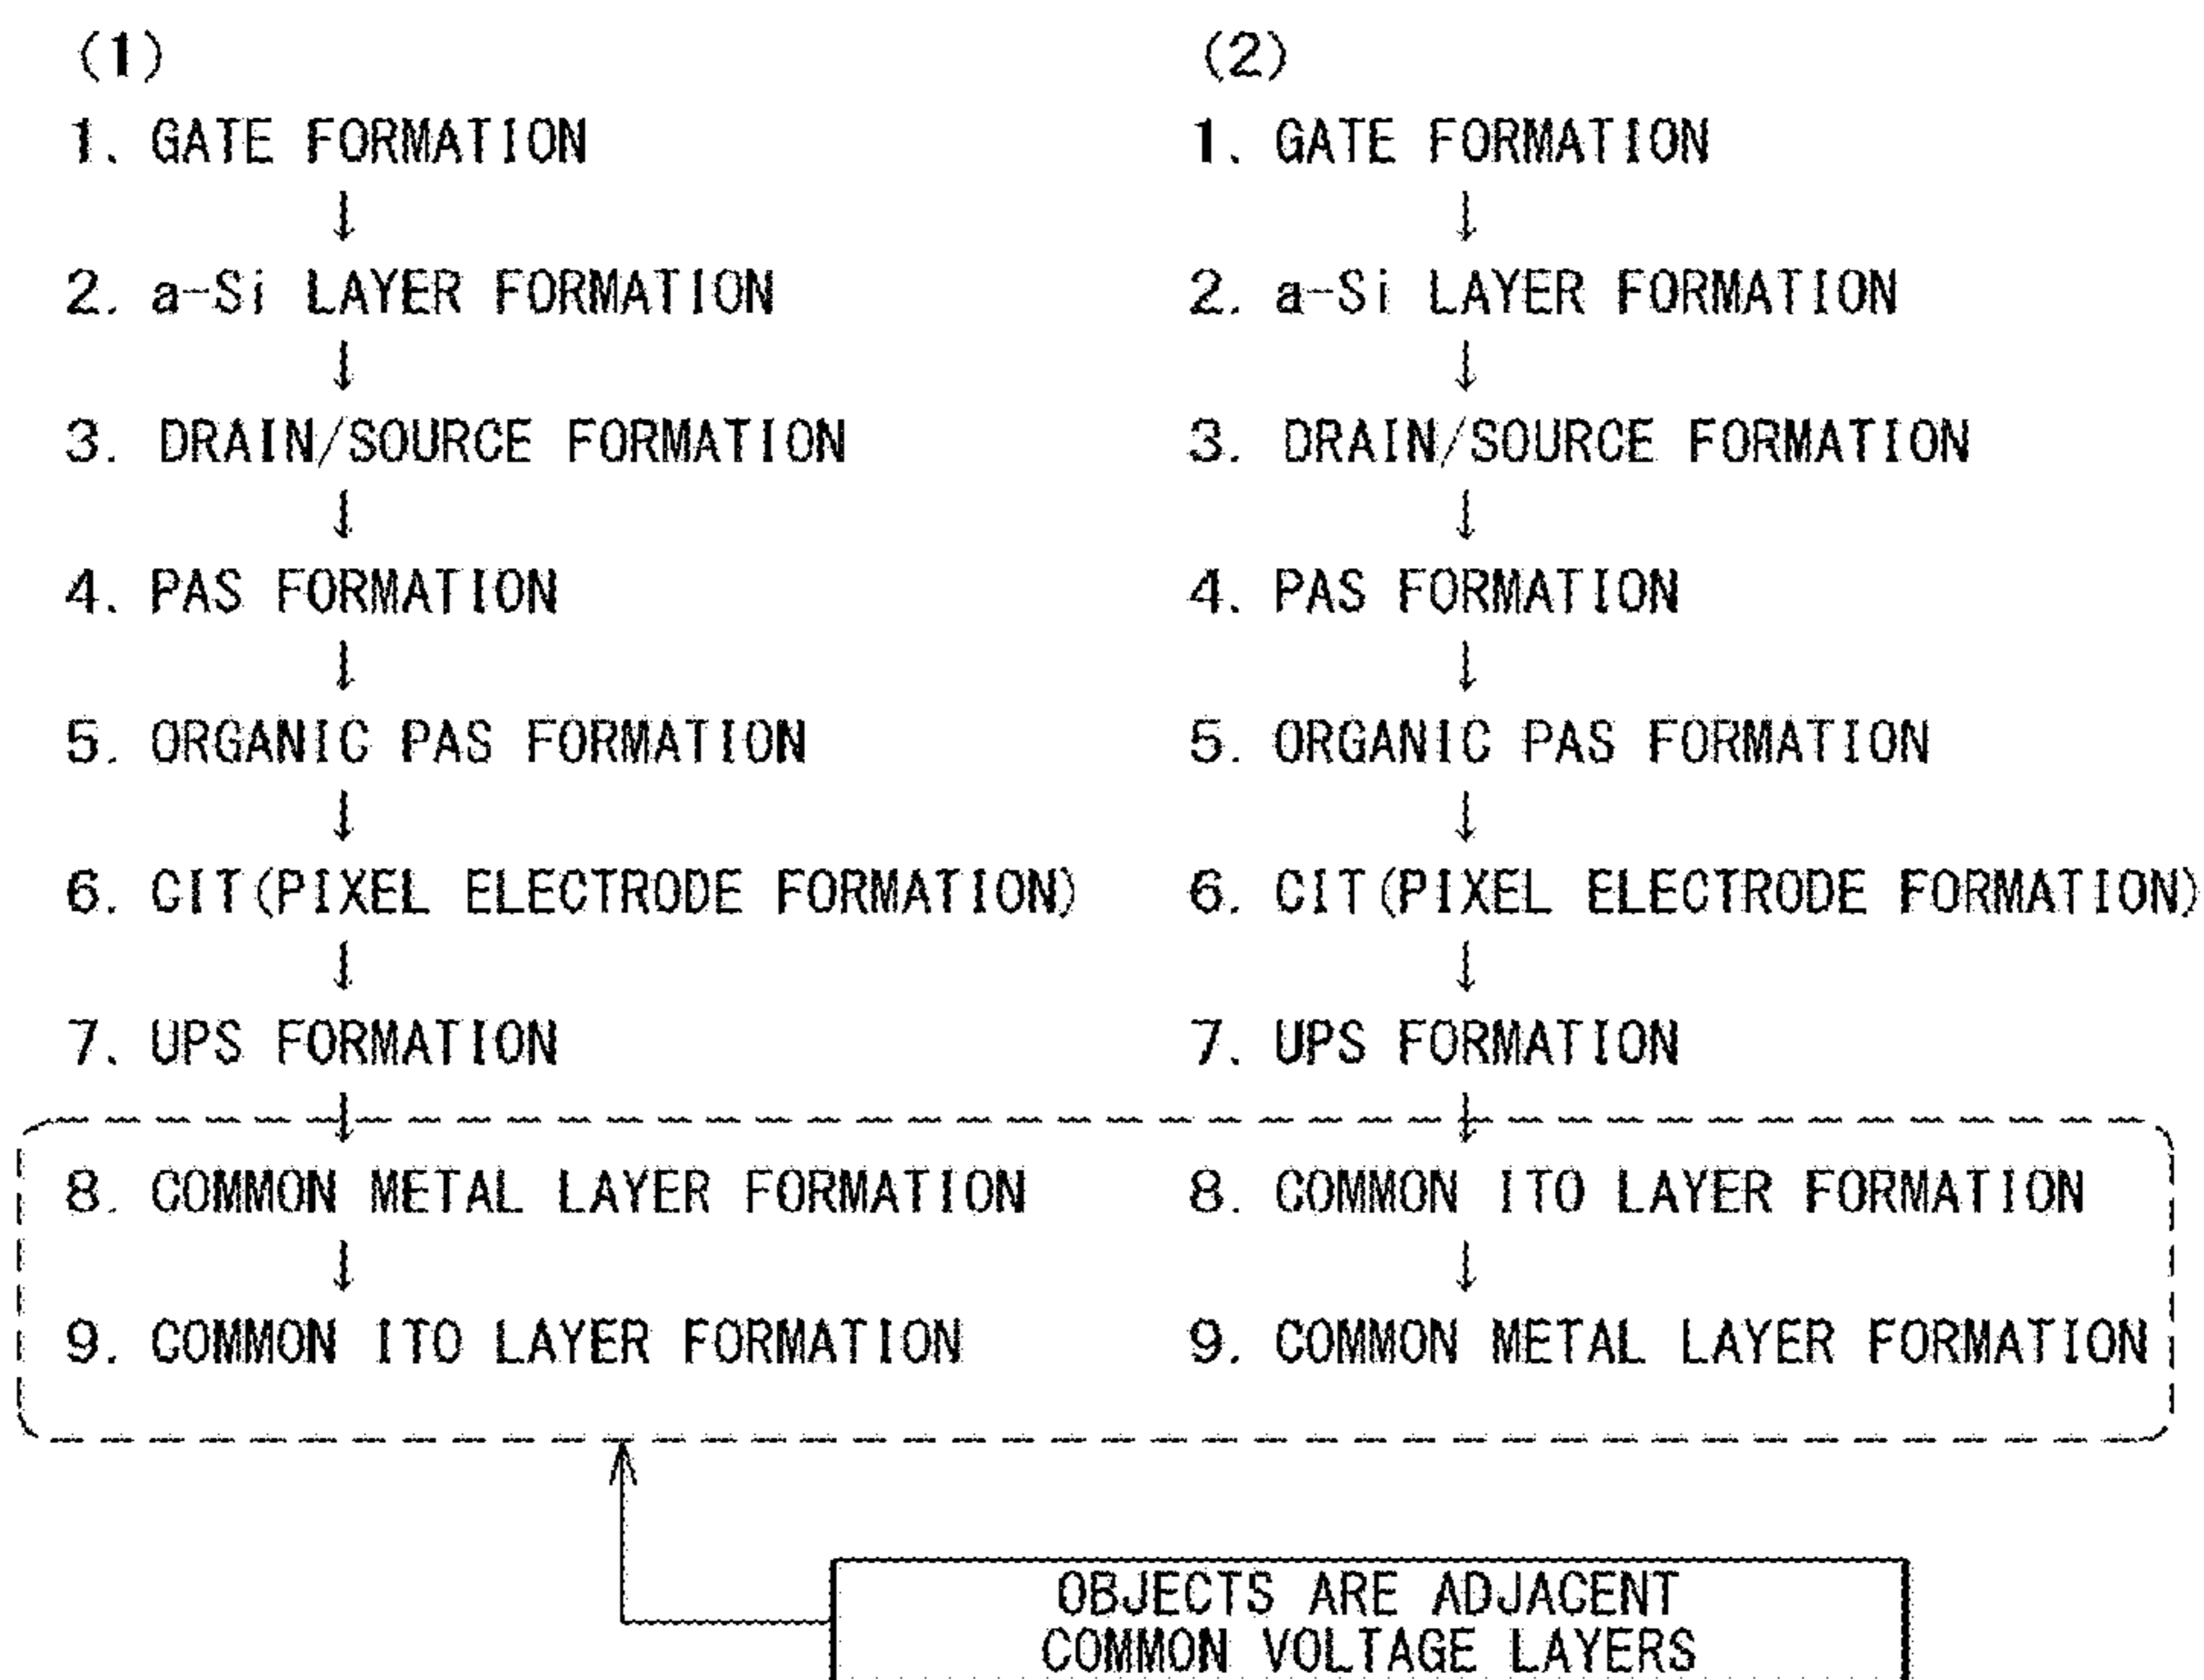 (1)
1. GATE FORMATION
↓
2. a-Si LAYER FORMATION
↓
3. DRAIN/SOURCE FORMATION
↓
4. PAS FORMATION
↓
5. ORGANIC PAS FORMATION
↓
6. CIT(PIXEL ELECTRODE FORMATION)
↓
7. UPS FORMATION
↓
8. COMMON METAL LAYER FORMATION
↓
9. COMMON ITO LAYER FORMATION
(2)
1. GATE FORMATION
↓
2. a-Si LAYER FORMATION
↓
3. DRAIN/SOURCE FORMATION
↓
4. PAS FORMATION
↓
5. ORGANIC PAS FORMATION
↓
6. CIT(PIXEL ELECTRODE FORMATION)
↓
7. UPS FORMATION
↓
8. COMMON ITO LAYER FORMATION
↓
9. COMMON METAL LAYER FORMATION
OBJECTS ARE ADJACENT
COMMON VOLTAGE LAYERS